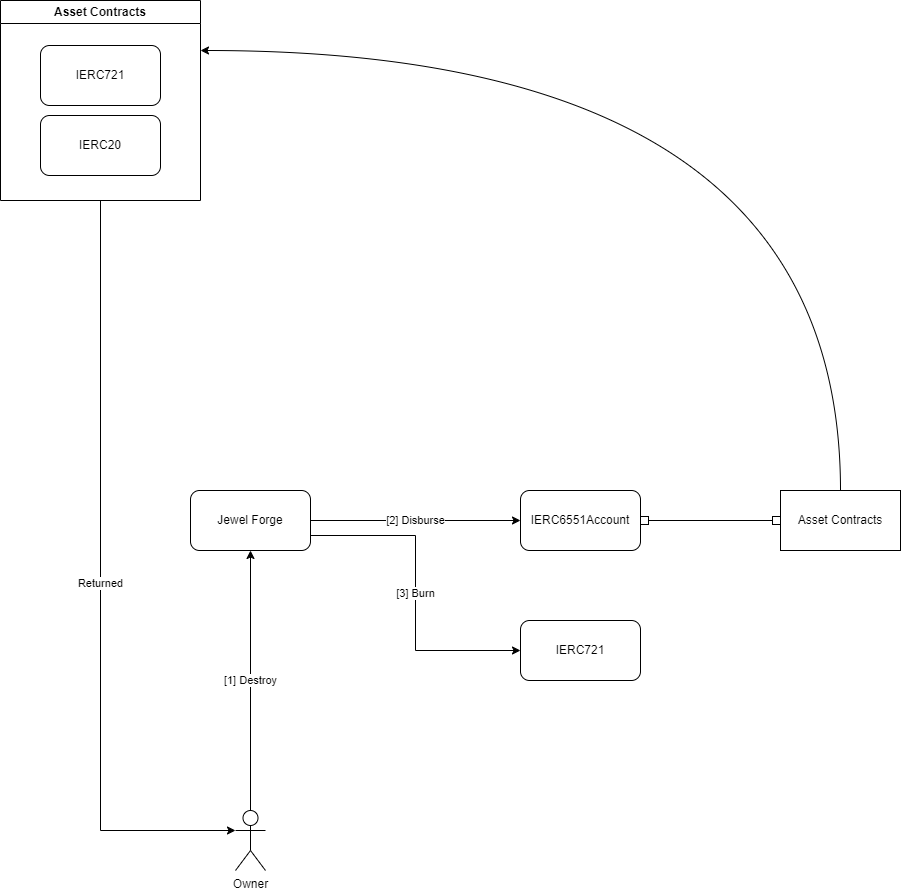 Asset Contracts
IERC721
IERC20
Jewel Forge
[2] Disburse
IERC6551Account
Asset Contracts
Returned
[3] Burn
IERC721
[1] Destroy
Owner